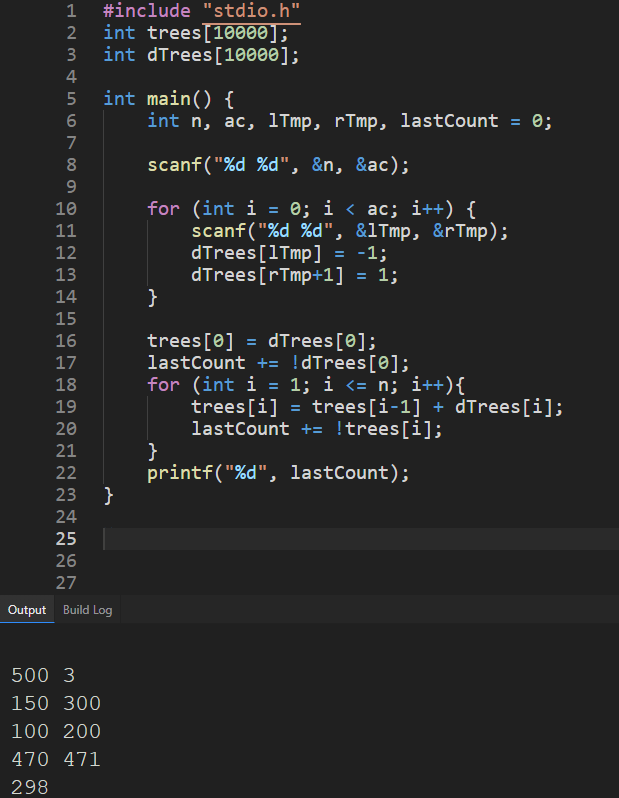 1 #include "stdio.h"
2 int trees[10000];
3 int dTrees[10000];
4
5 int main() {
6 int n, ac, lTmp, rTmp, lastCount = 0;
7
8 scanf("%d %d", &n, &ac);
9
10 for (int i = 0; i < ac; i++) {
11 scanf("%d %d", &lTmp, &rTmp);
12 dTrees[lTmp] = -1;
13 dTrees[rTmp+1] = 1;
14 }
15
16 trees[0] = dTrees[0];
17 lastCount += !dTrees[0];
18 for (int i = 1; i <= n; i++){
19 trees[i] = trees[i-1] + dTrees[i];
20 lastCount += !trees[i];
21 }
22 printf("%d", lastCount);
23 }
24
25
26
27
Output Build Log
500 3
150 300
100 200
470 471
298